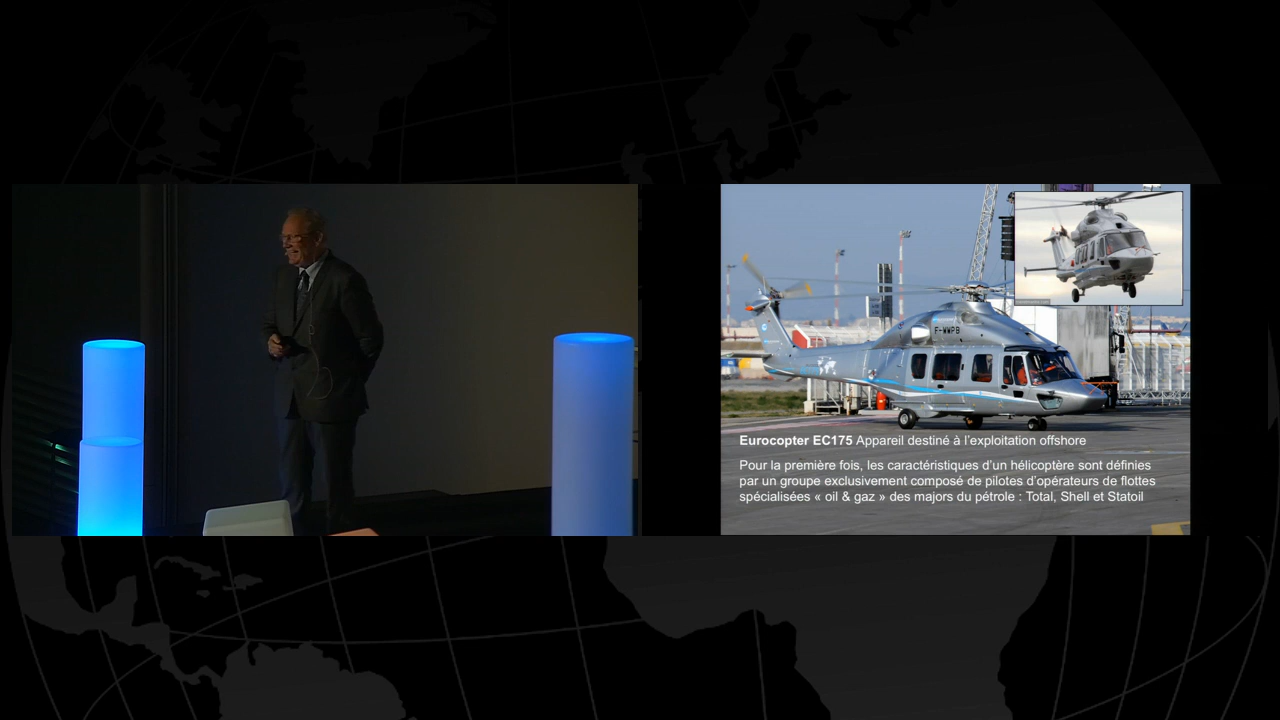 F-WWPB
Eurocopter EC175 Appareil destiné à l’exploitation offshore
Pour la première fois, les caractéristiques d’un hélicoptère sont définies
par un groupe exclusivement composé de pilotes d’opérateurs de flottes
spécialisées « oil & gaz » des majors du pétrole : Total, Shell et Statoil